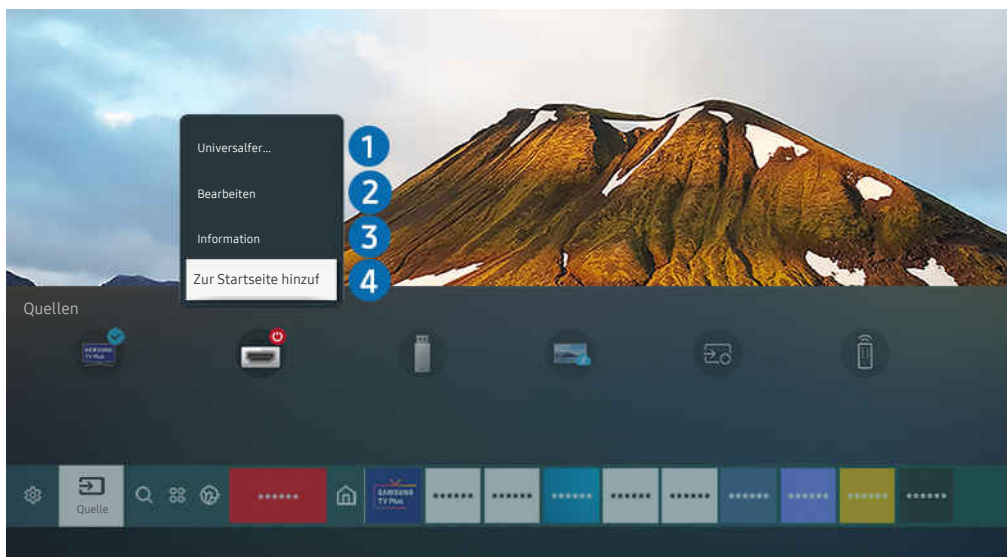 Universalfer...
1
Bearbeiten
2
Information
3
Zur Startseite hinzuf
4
Quellen
SAMSUNG
TV Plus
Quelle
••••••
SAMSUNG
TV Plus
••••••
••••••
••••••
••••••
••••••
••••••
••••••
••••••
••••••